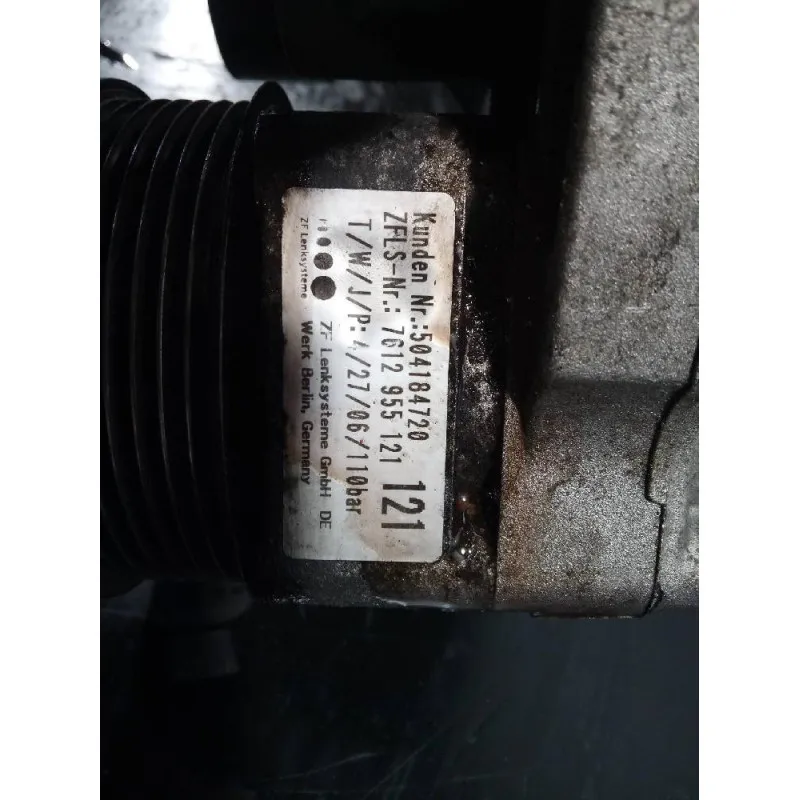 Kunden Nr.:504184720
ZFLS-Nr.: 7612 955 121
121
T/W/J/P:4/27/06/110bar
ZF Lenksysteme GmbH DE
Werk Berlin, Germany
ZF Lenksysteme